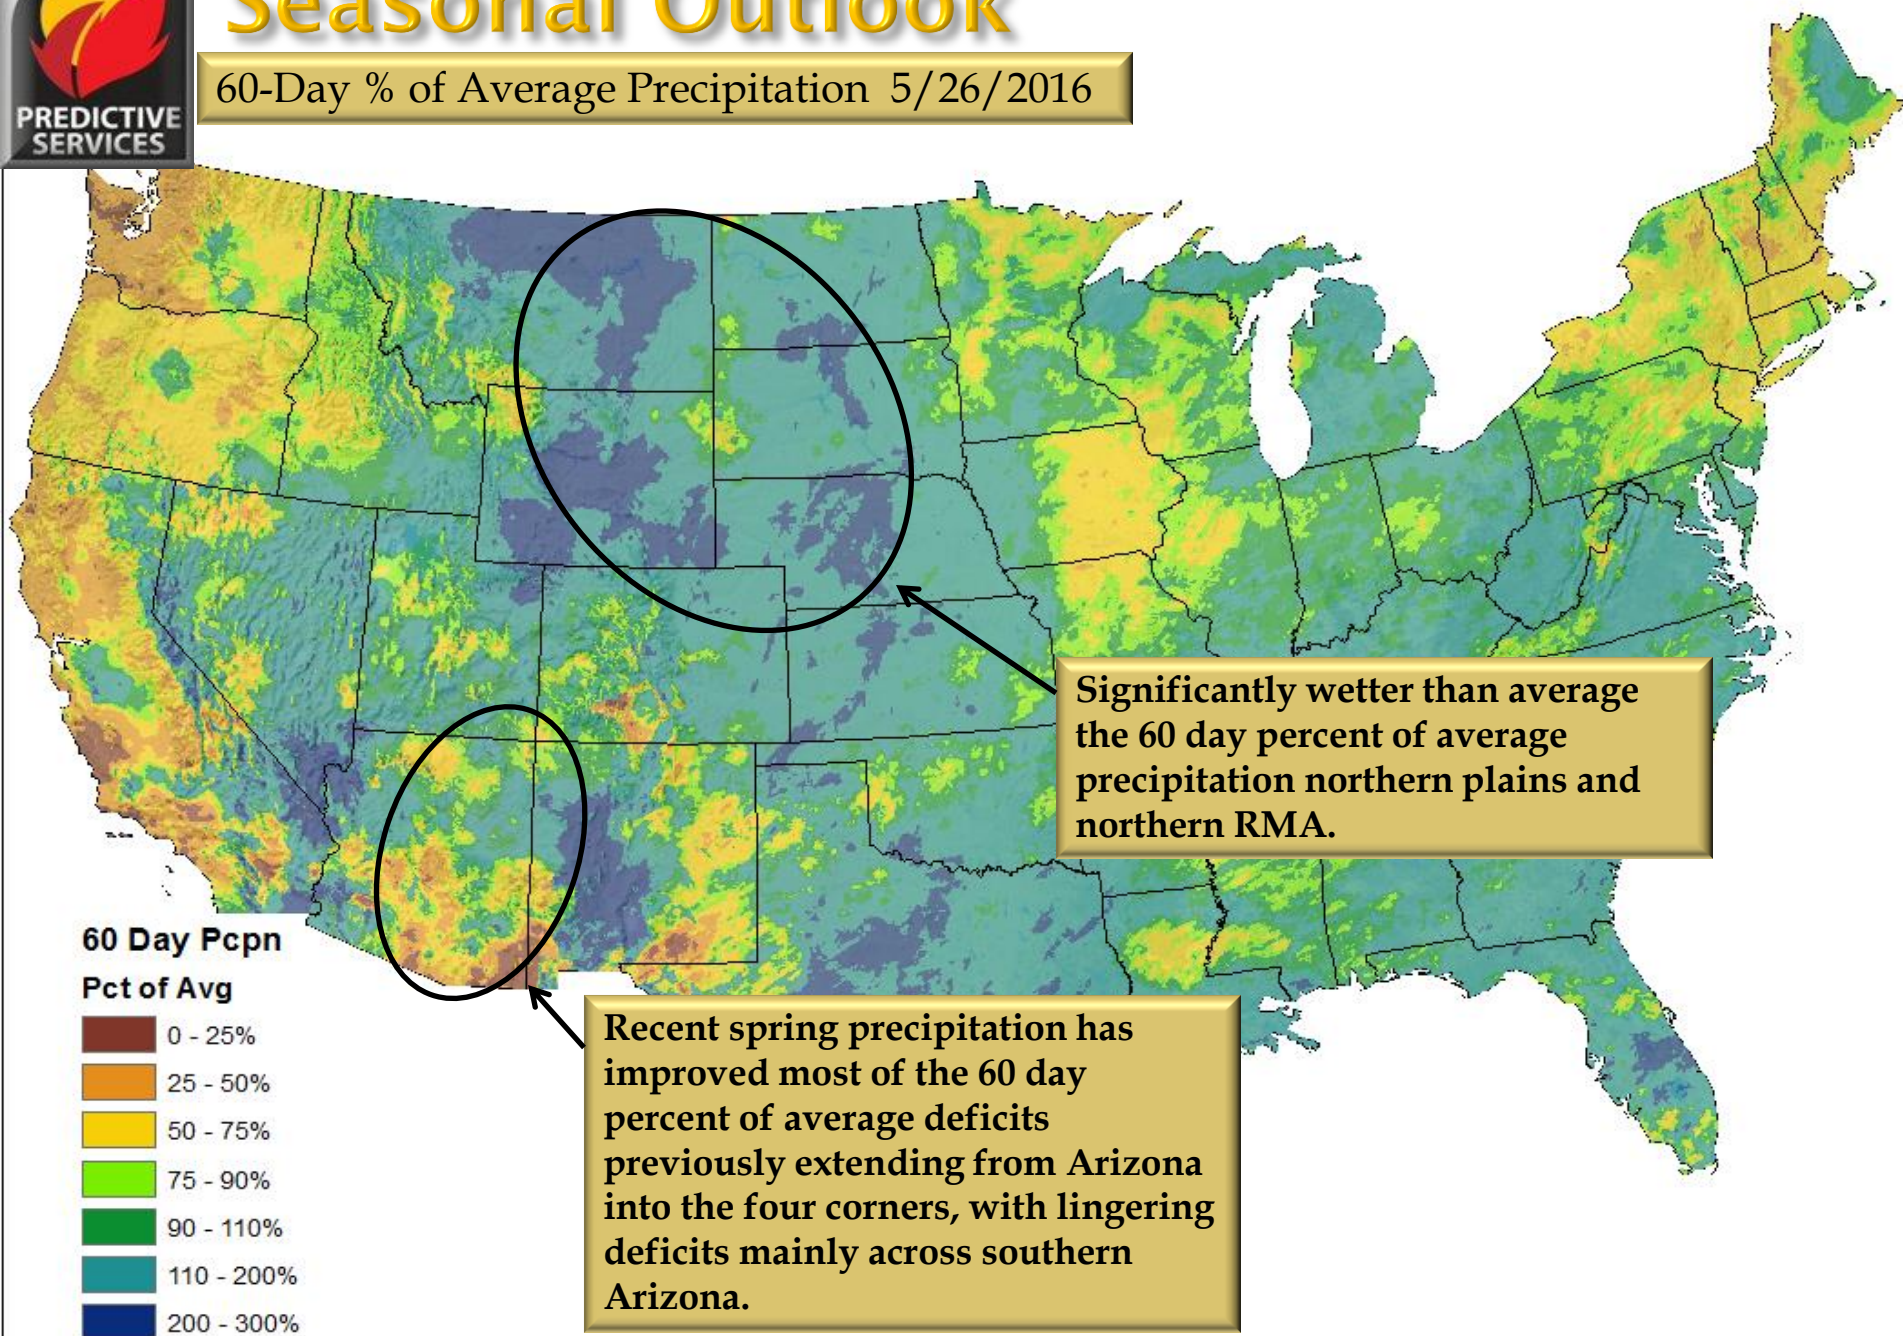 Seasonal Outlook
60-Day % of Average Precipitation 5/26/2016
PREDICTIVE
SERVICES
Significantly wetter than average
the 60 day percent of average
precipitation northern plains and
northern RMA.
Recent spring precipitation has
improved most of the 60 day
percent of average deficits
previously extending from Arizona
into the four corners, with lingering
deficits mainly across southern
Arizona.
60 Day Pcpn
Pct of Avg
0 - 25%
25 - 50%
50 - 75%
75 - 90%
90 - 110%
110 - 200%
200 - 300%